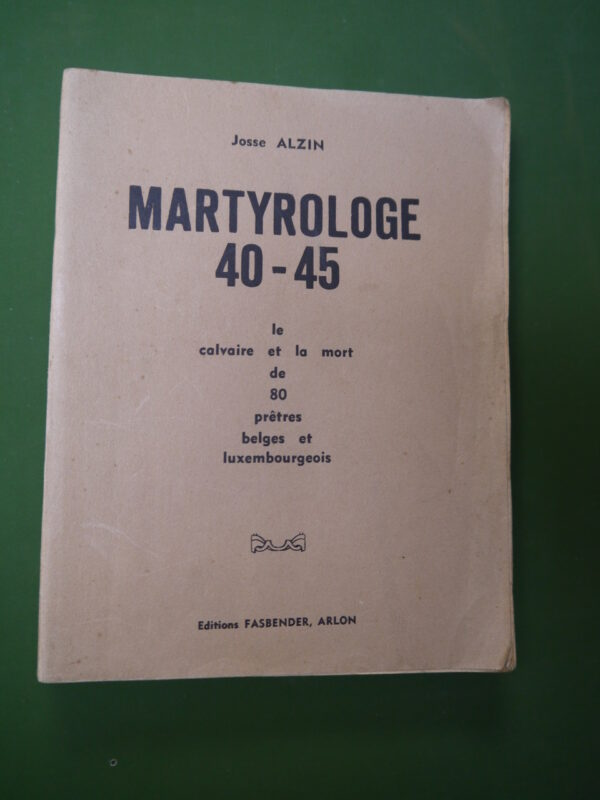 Josse ALZIN
MARTYROLOGE
40-45
le
calvaire et la mort
de
80
prêtres
belges et
luxembourgeois
Editions FASBENDER, ARLON